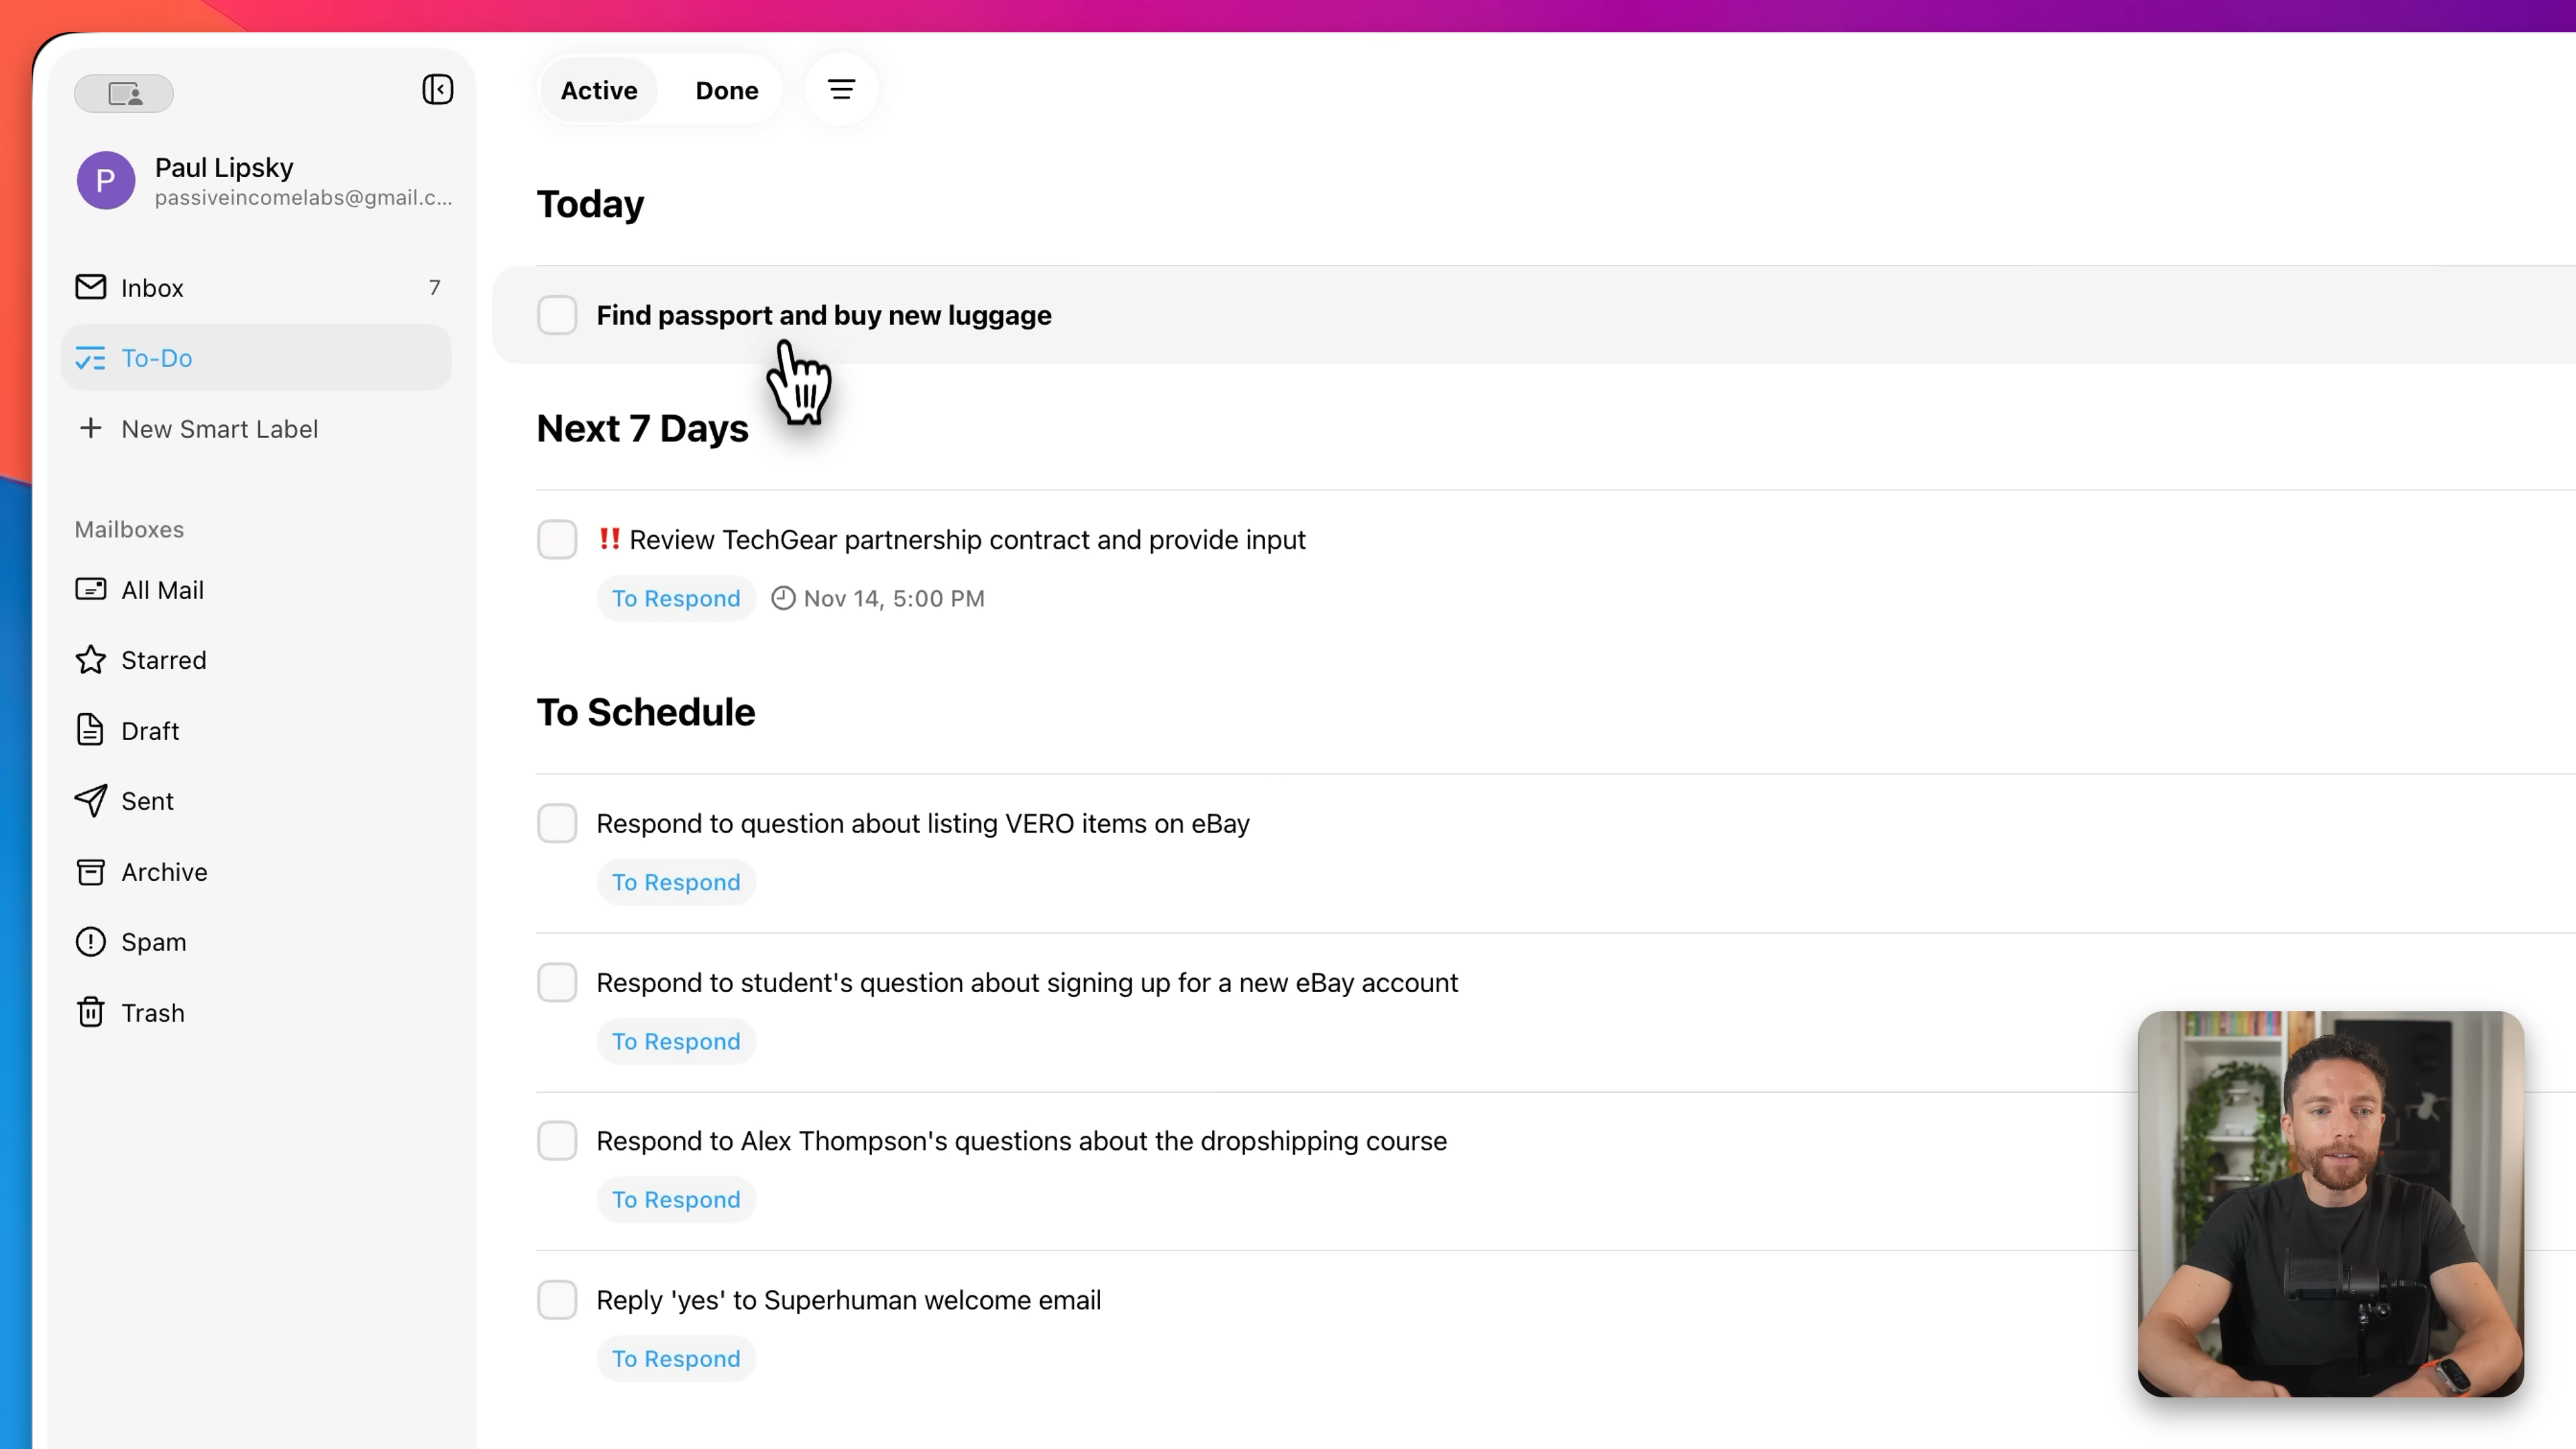 Active
Done
P
Paul Lipsky
passiveincomelabs@gmail.c...
Inbox
7
To-Do
New Smart Label
Mailboxes
All Mail
Starred
Draft
Sent
Archive
Spam
Trash
Today
Find passport and buy new luggage
Next 7 Days
!! Review TechGear partnership contract and provide input
To Respond Nov 14, 5:00 PM
To Schedule
Respond to question about listing VERO items on eBay
To Respond
Respond to student's question about signing up for a new eBay account
To Respond
Respond to Alex Thompson's questions about the dropshipping course
To Respond
Reply 'yes' to Superhuman welcome email
To Respond